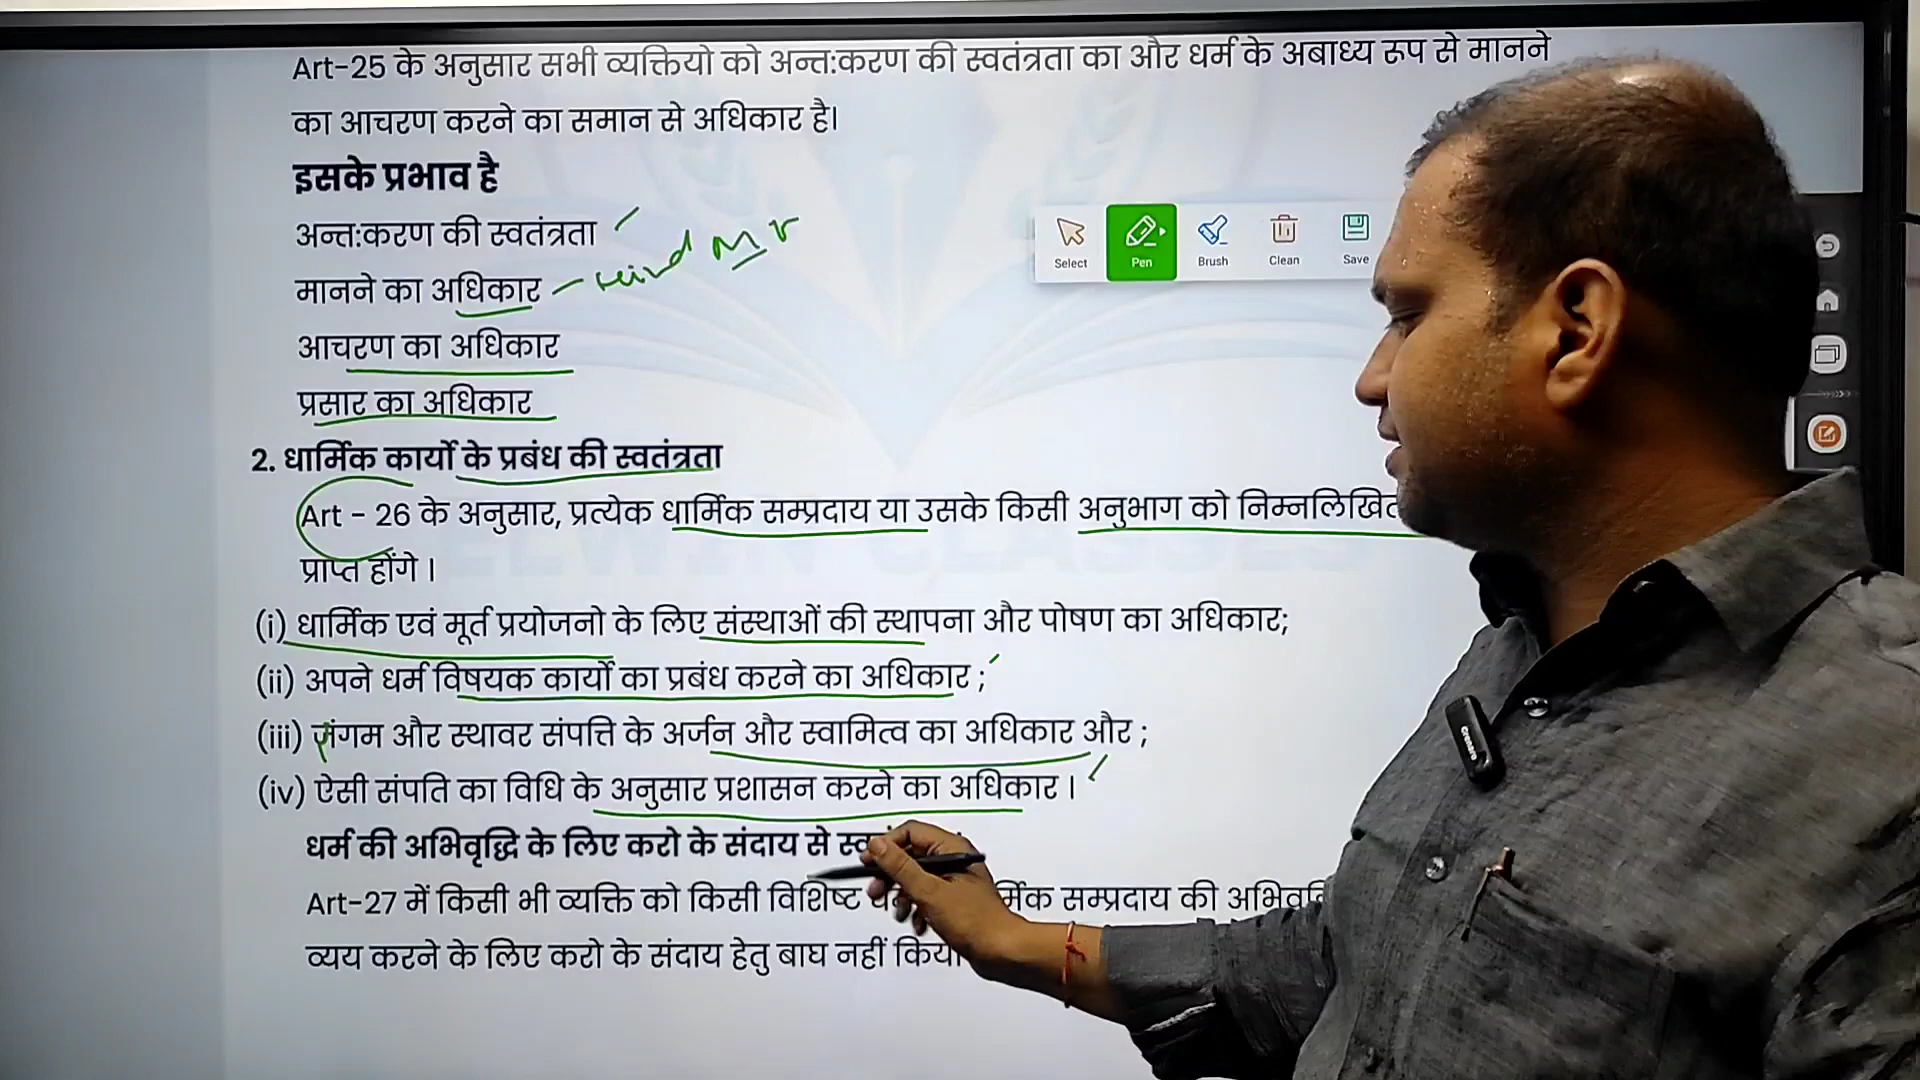 Art-25 के अनुसार सभी व्यक्तियो को अन्त:करण की स्वतंत्रता का और धर्म के अबाध्य रूप से मानने
का आचरण करने का समान से अधिकार है।
इसके प्रभाव है
अन्त:करण की स्वतंत्रता
मानने का अधिकार
आचरण का अधिकार
प्रसार का अधिकार
Select Pen Brush Clean Save
2. धार्मिक कार्यो के प्रबंध की स्वतंत्रता
Art - 26 के अनुसार, प्रत्येक धार्मिक सम्प्रदाय या उसके किसी अनुभाग को निम्नलिखित
प्राप्त होंगे ।
(i) धार्मिक एवं मूर्त प्रयोजनो के लिए संस्थाओं की स्थापना और पोषण का अधिकार;
(ii) अपने धर्म विषयक कार्यो का प्रबंध करने का अधिकार ;
(iii) जंगम और स्थावर संपत्ति के अर्जन और स्वामित्व का अधिकार और ;
(iv) ऐसी संपति का विधि के अनुसार प्रशासन करने का अधिकार ।
धर्म की अभिवृद्धि के लिए करो के संदाय से
Art-27 में किसी भी व्यक्ति को किसी विशिष्ट सम्प्रदाय की
व्यय करने के लिए करो के संदाय हेतु बाघ नहीं किया